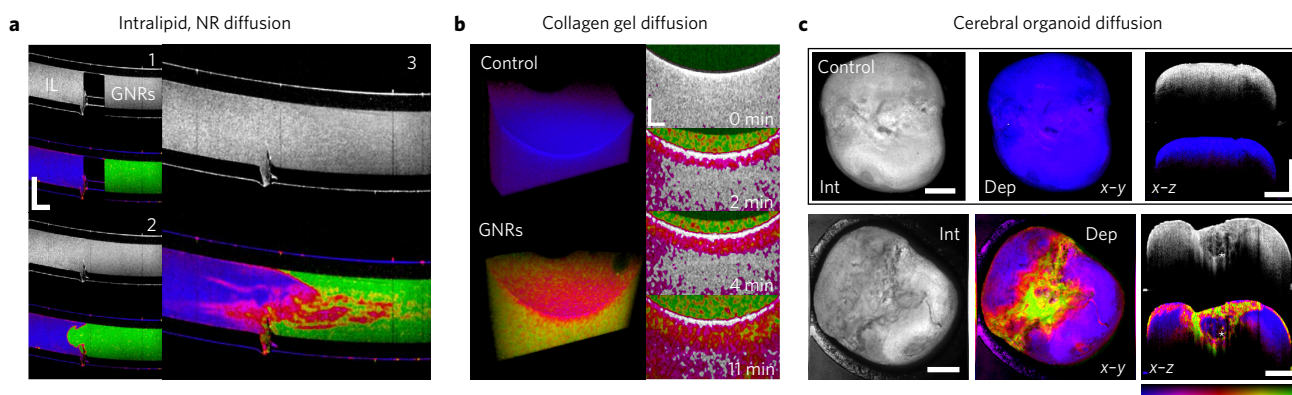 a
Intralipid, NR diffusion
1
IL
GNRs
2
3
b
Collagen gel diffusion
Control
GNRs
0 min
2 min
4 min
11 min
c
Cerebral organoid diffusion
Control
Int
Dep
x–y
x–z
Int
Dep
x–y
x–z
*
*